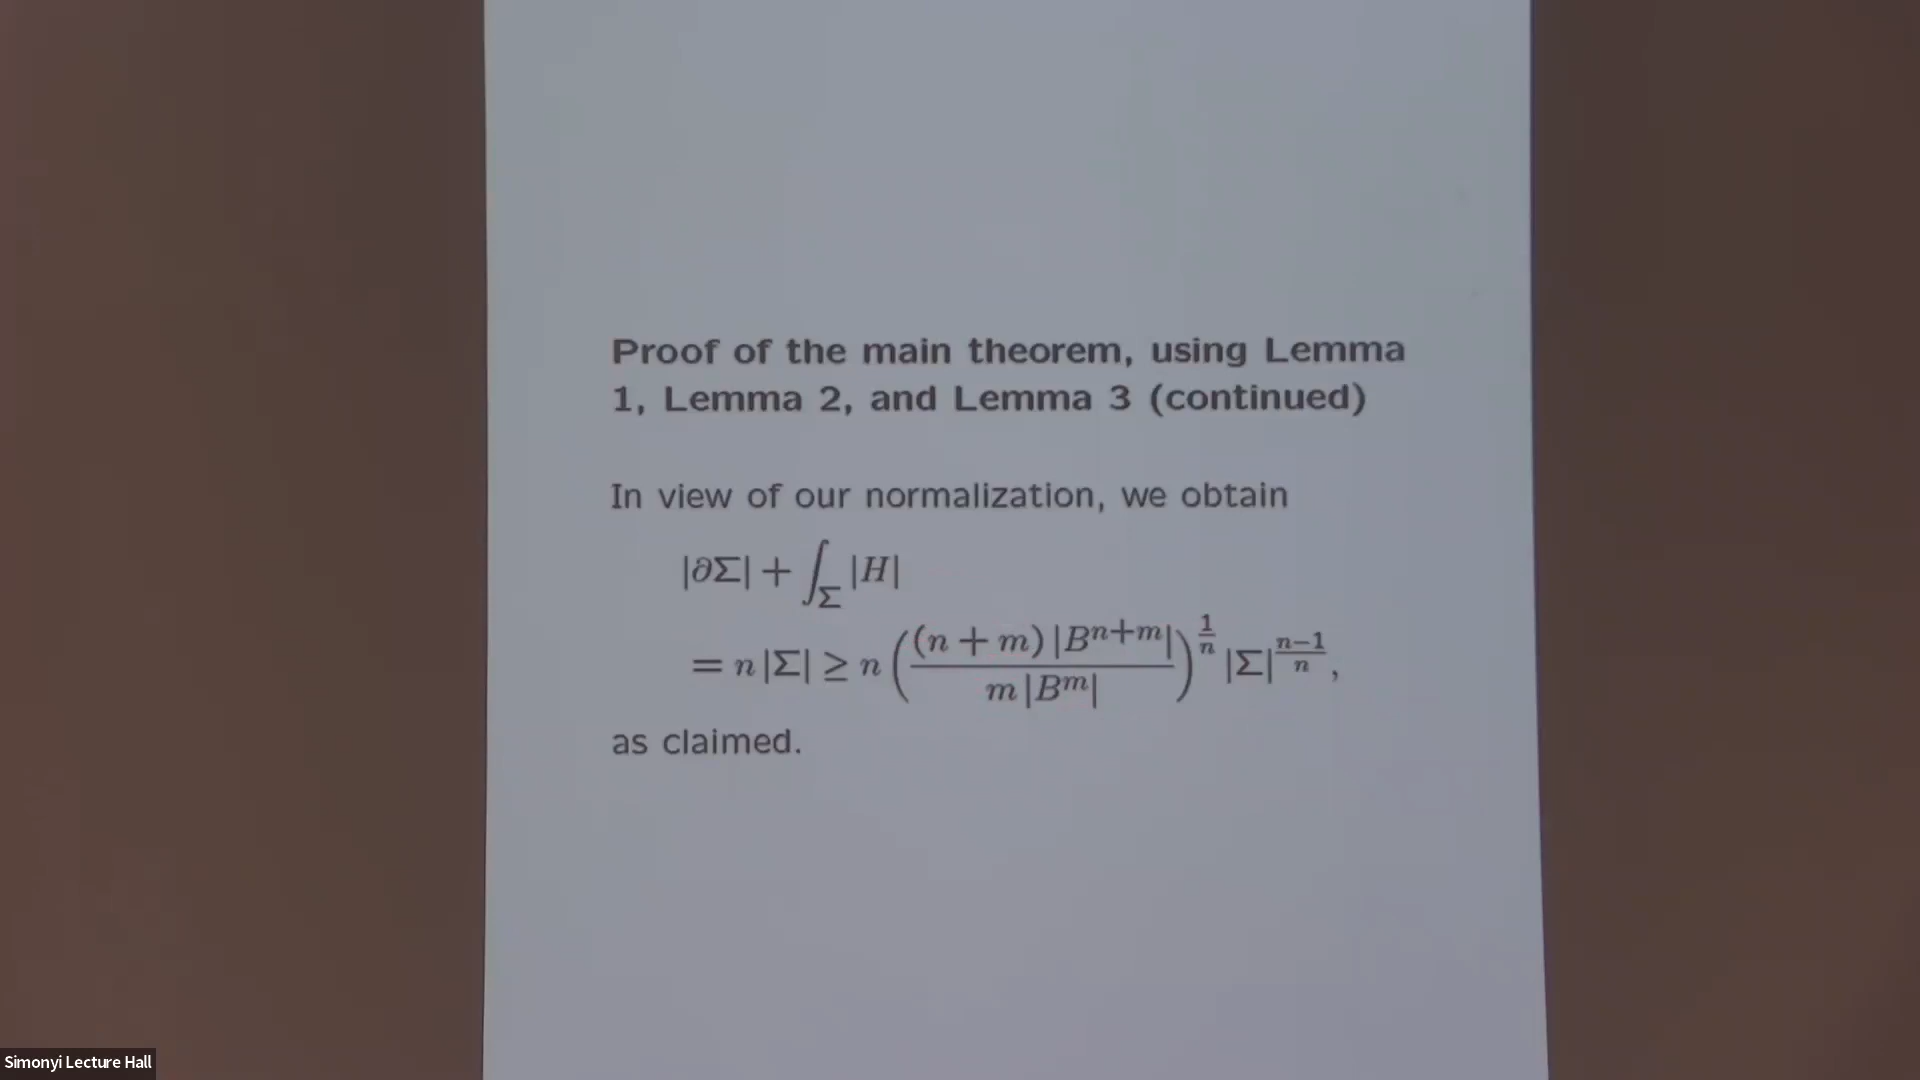 Proof of the main theorem, using Lemma
1, Lemma 2, and Lemma 3 (continued)
In view of our normalization, we obtain
|∂Σ| + ∫_Σ |H|
= n |Σ| ≥ n ( (n + m) |B^{n+m}| / m |B^m| )^{1/n} |Σ|^{(n−1)/n} ,
as claimed.
Simonyi Lecture Hall